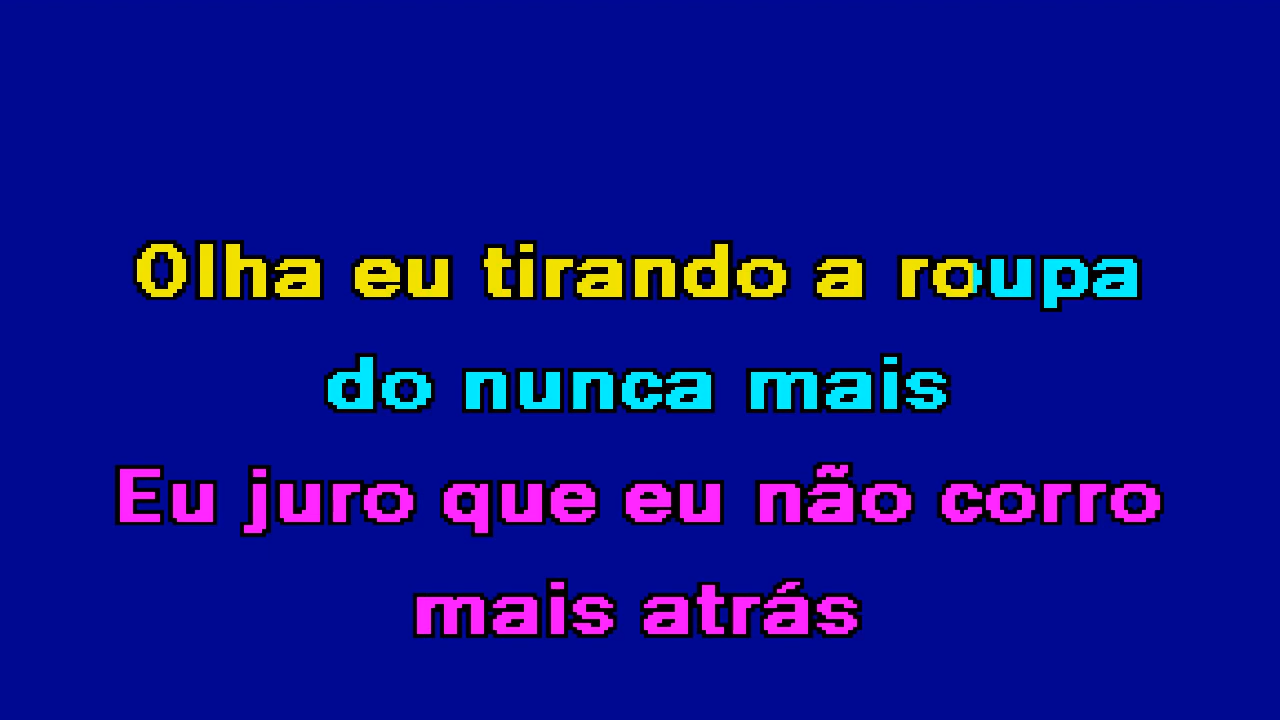 Olha eu tirando a roupa
do nunca mais
Eu juro que eu não corro
mais atrás